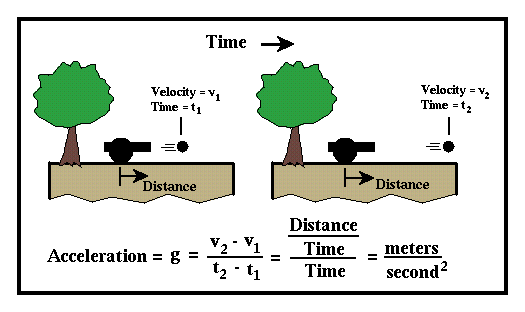 Time
Velocity = v1
Time = t1
Distance
Velocity = v2
Time = t2
Distance
Acceleration = g = v2 - v1 / t2 - t1 = Distance / Time / Time = meters / second2